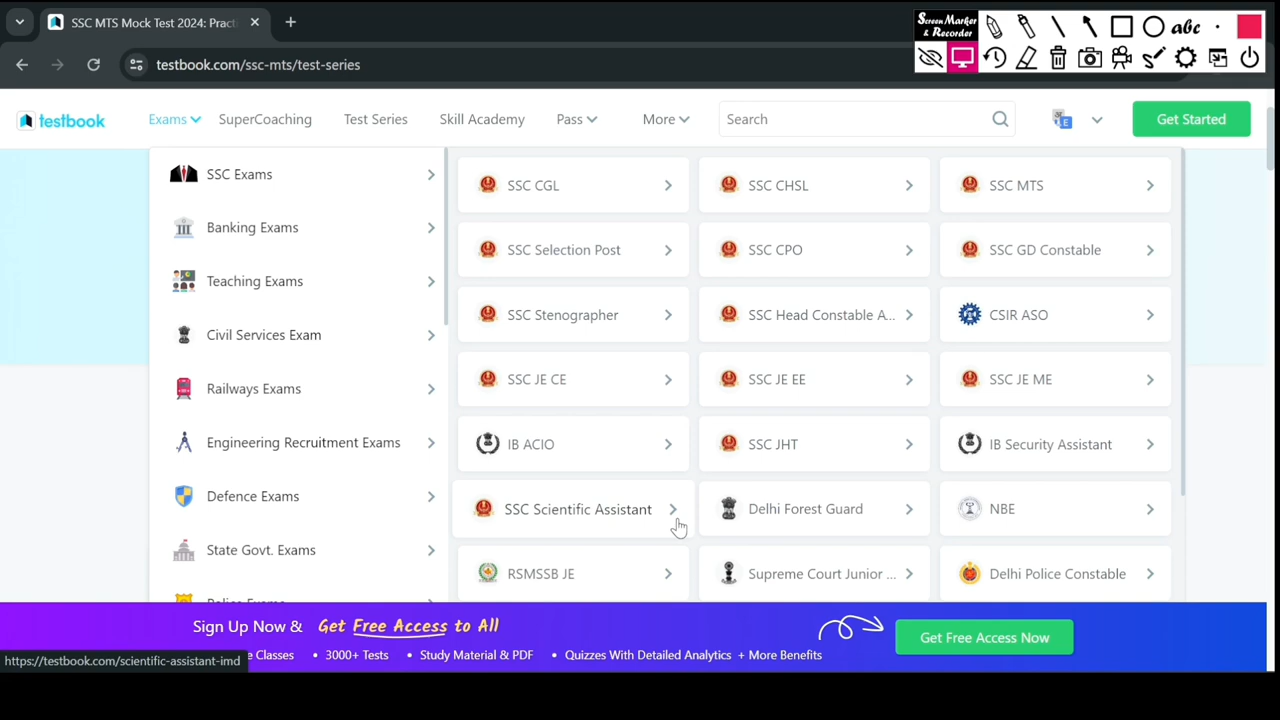 SSC MTS Mock Test 2024: Pract
Screen Marker
& Recorder
abc
testbook.com/ssc-mts/test-series
testbook
Exams
SuperCoaching
Test Series
Skill Academy
Pass
More
Search
E
Get Started
SSC Exams
Banking Exams
Teaching Exams
Civil Services Exam
Railways Exams
Engineering Recruitment Exams
Defence Exams
State Govt. Exams
Police Exams
SSC CGL
SSC CHSL
SSC MTS
SSC Selection Post
SSC CPO
SSC GD Constable
SSC Stenographer
SSC Head Constable A...
CSIR ASO
SSC JE CE
SSC JE EE
SSC JE ME
IB ACIO
SSC JHT
IB Security Assistant
SSC Scientific Assistant
Delhi Forest Guard
NBE
RSMSSB JE
Supreme Court Junior ...
Delhi Police Constable
Sign Up Now & Get Free Access to All
Classes • 3000+ Tests • Study Material & PDF • Quizzes With Detailed Analytics + More Benefits
Get Free Access Now
https://testbook.com/scientific-assistant-imd